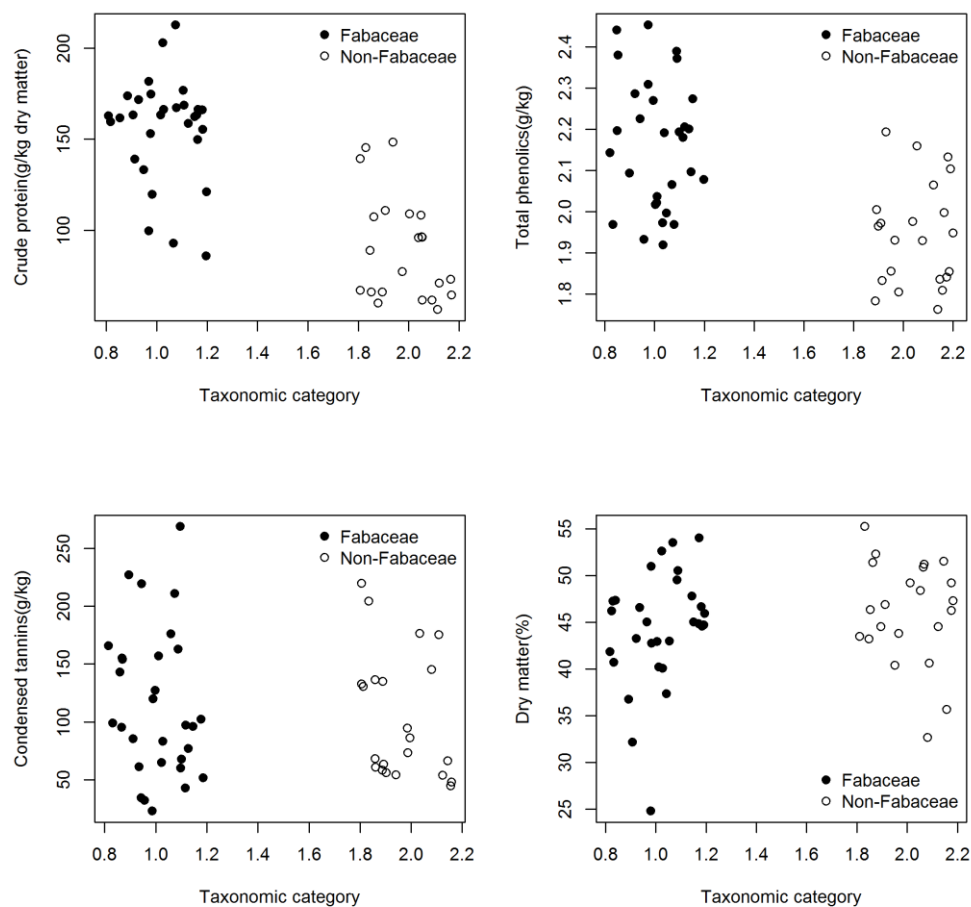 Fabaceae
Non-Fabaceae
Crude protein(g/kg dry matter)
200
150
100
0.8 1.0 1.2 1.4 1.6 1.8 2.0 2.2
Taxonomic category
Fabaceae
Non-Fabaceae
Total phenolics(g/kg)
2.4
2.3
2.2
2.1
2.0
1.9
1.8
0.8 1.0 1.2 1.4 1.6 1.8 2.0 2.2
Taxonomic category
Fabaceae
Non-Fabaceae
Condensed tannins(g/kg)
250
200
150
100
50
0.8 1.0 1.2 1.4 1.6 1.8 2.0 2.2
Taxonomic category
Dry matter(%)
55
50
45
40
35
30
25
Fabaceae
Non-Fabaceae
0.8 1.0 1.2 1.4 1.6 1.8 2.0 2.2
Taxonomic category